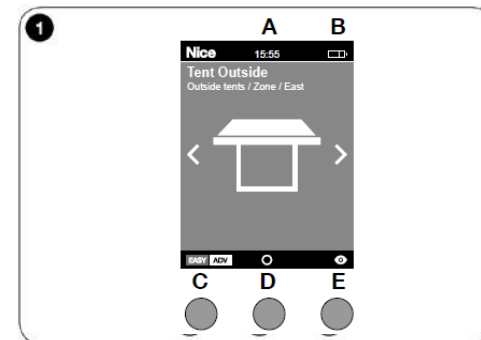 1
A B
Nice 15:55
Tent Outside
Outside tents / Zone / East
EASY ADV
C D E